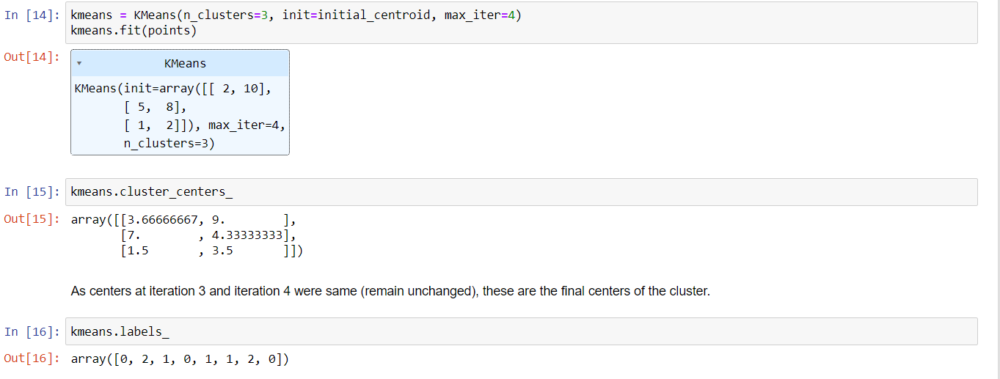 In [14]: kmeans = KMeans(n_clusters=3, init=initial_centroid, max_iter=4)
kmeans.fit(points)
Out[14]:
▾ KMeans
KMeans(init=array([[ 2, 10],
       [ 5,  8],
       [ 1,  2]]), max_iter=4,
       n_clusters=3)
In [15]: kmeans.cluster_centers_
Out[15]: array([[3.66666667, 9.        ],
       [7.        , 4.33333333],
       [1.5       , 3.5       ]])
As centers at iteration 3 and iteration 4 were same (remain unchanged), these are the final centers of the cluster.
In [16]: kmeans.labels_
Out[16]: array([0, 2, 1, 0, 1, 1, 2, 0])